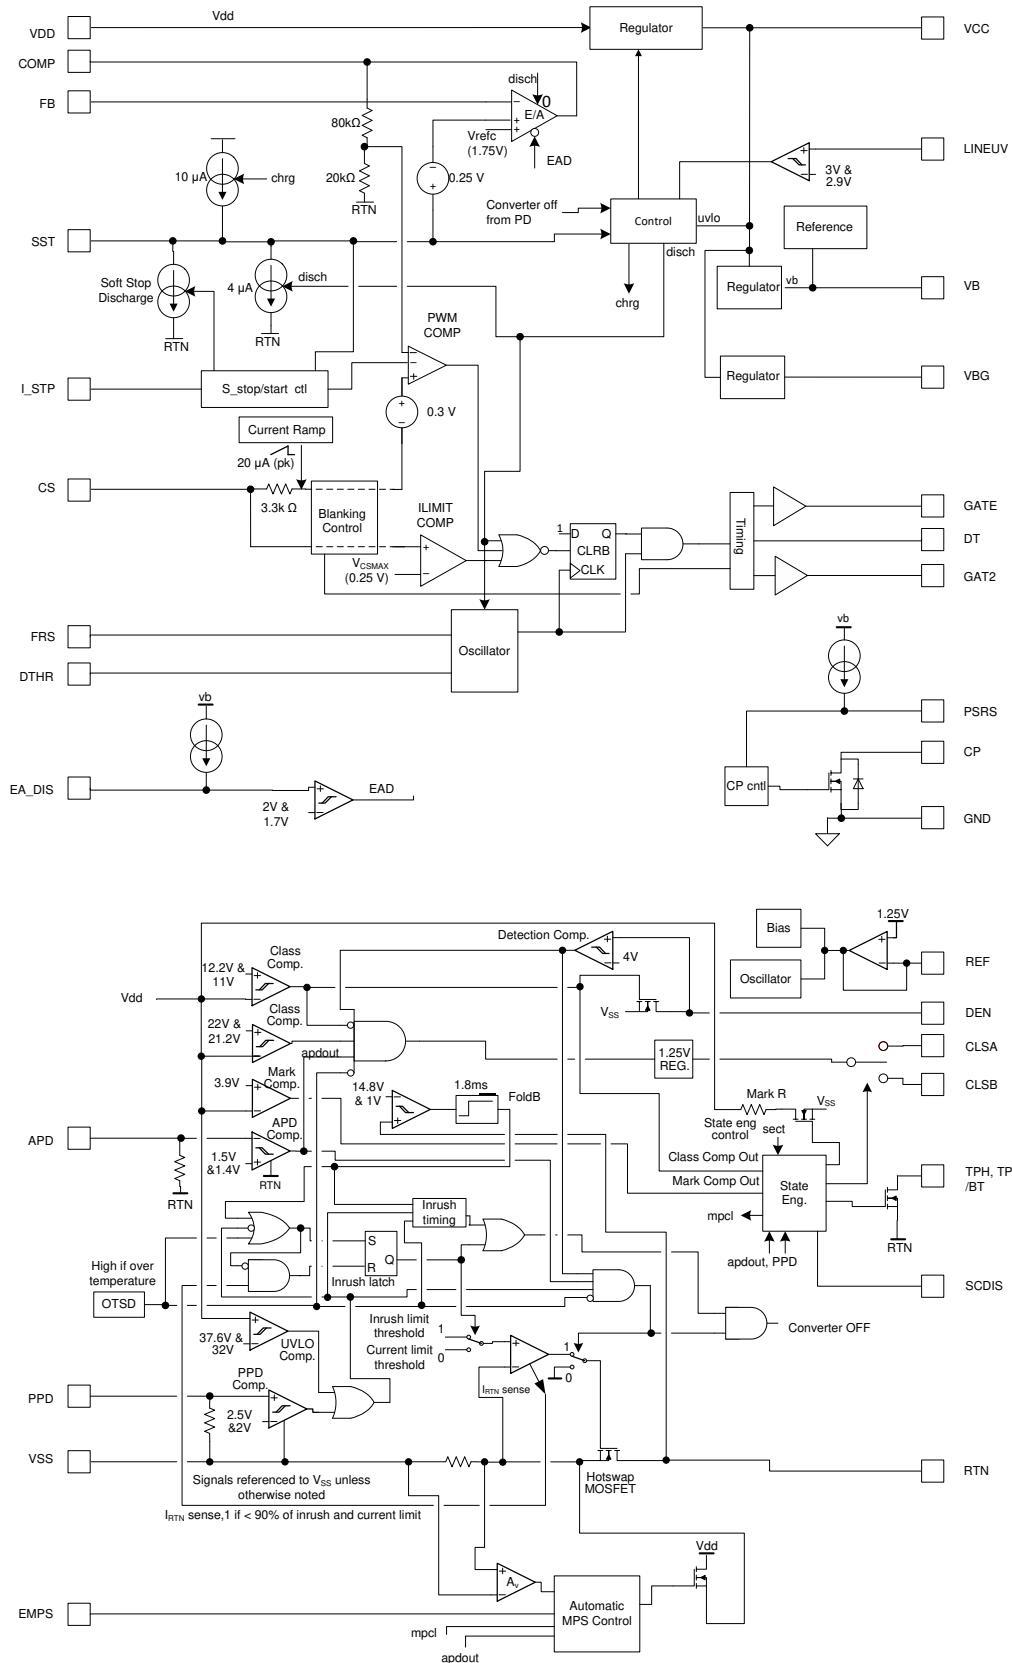 Vdd
VDD
Regulator
VCC
COMP
disch
FB
E/A
80kΩ
Vrefc
(1.75V)
EAD
LINEUV
3V &
2.9V
10 µA
chrg
20kΩ
RTN
0.25 V
Converter off
from PD
Control
uvlo
Reference
SST
disch
Soft Stop
Discharge
4 µA
disch
chrg
Regulator
vb
VB
RTN
RTN
PWM
COMP
I_STP
S_stop/start ctl
Regulator
VBG
0.3 V
Current Ramp
20 µA (pk)
CS
3.3k Ω
Blanking
Control
ILIMIT
COMP
VCSMAX
(0.25 V)
1
D
Q
CLRB
CLK
Timing
GATE
DT
GAT2
FRS
Oscillator
DTHR
vb
vb
PSRS
CP
EA_DIS
EAD
2V &
1.7V
CP cntl
GND
Class
Comp.
Detection Comp.
4V
Bias
1.25V
Oscillator
REF
12.2V &
11V
Vdd
VSS
DEN
22V &
21.2V
Class
Comp.
apdout
1.25V
REG.
CLSA
CLSB
3.9V
Mark
Comp.
14.8V
& 1V
1.8ms
FoldB
Mark R
VSS
State eng
control
sect
APD
APD
Comp.
1.5V
&1.4V
RTN
RTN
Class Comp Out
Mark Comp Out
State
Eng.
TPH, TP
/BT
mpcl
RTN
apdout, PPD
Inrush
timing
S
R
Q
Inrush latch
High if over
temperature
OTSD
SCDIS
Inrush limit
threshold
Current limit
threshold
1
0
1
0
Converter OFF
37.6V &
32V
UVLO
Comp.
IRTN sense
PPD
PPD
Comp.
2.5V
&2V
VSS
Signals referenced to VSS unless
otherwise noted
Hotswap
MOSFET
RTN
IRTN sense,1 if < 90% of inrush and current limit
Vdd
Av
Automatic
MPS Control
EMPS
mpcl
apdout